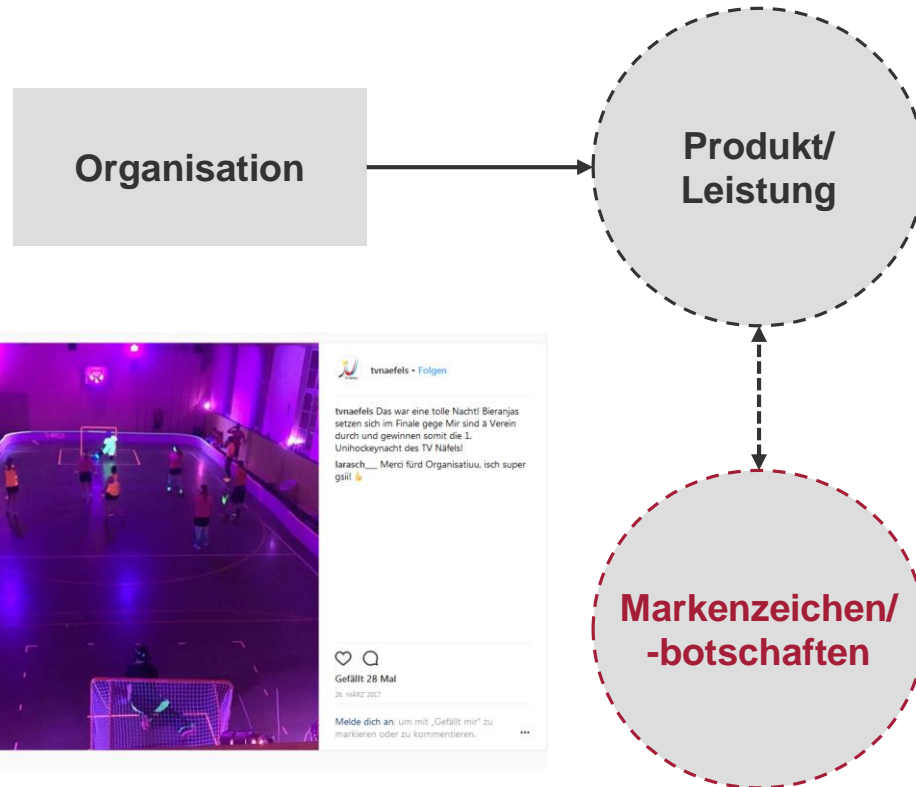 Organisation
Produkt/
Leistung
tvnaefels • Folgen
tvnaefels Das war eine tolle Nacht! Bieranjas
setzen sich im Finale gege Mir sind ä Verein
durch und gewinnen somit die 1.
Unihockeynacht des TV Näfels!
larasch___ Merci fürd Organisatiuu, isch super
gsii! 👍
Gefällt 28 Mal
26. MÄRZ 2017
Melde dich an, um mit „Gefällt mir“ zu
markieren oder zu kommentieren.
Markenzeichen/
-botschaften